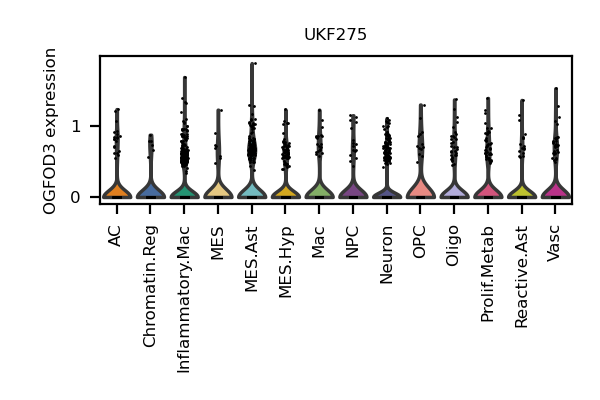 UKF275
OGFOD3 expression
1
0
AC
Chromatin.Reg
Inflammatory.Mac
MES
MES.Ast
MES.Hyp
Mac
NPC
Neuron
OPC
Oligo
Prolif.Metab
Reactive.Ast
Vasc